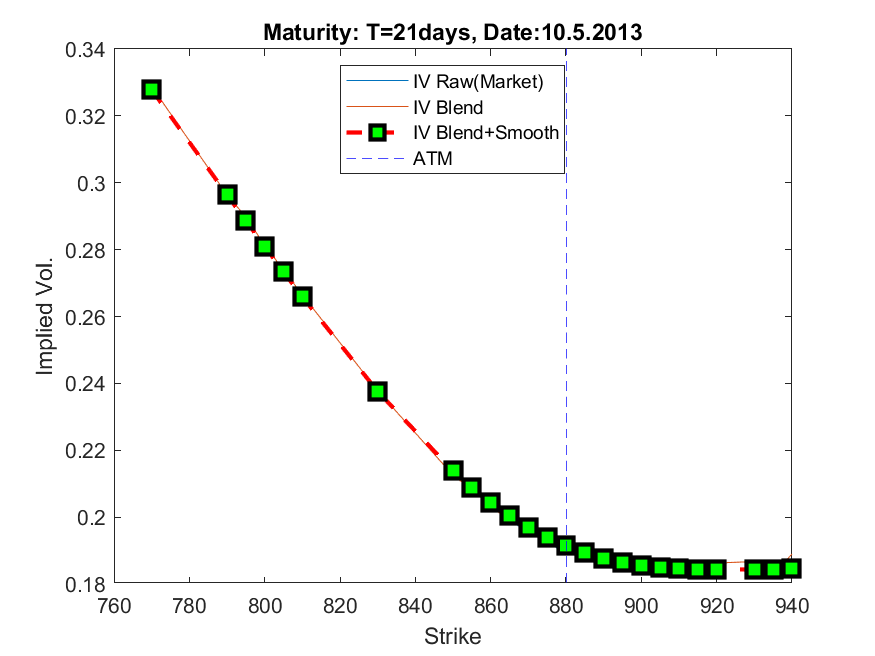 Maturity: T=21days, Date:10.5.2013
0.34
0.32
0.3
0.28
0.26
0.24
0.22
0.2
0.18
Implied Vol.
IV Raw(Market)
IV Blend
IV Blend+Smooth
ATM
760 780 800 820 840 860 880 900 920 940
Strike